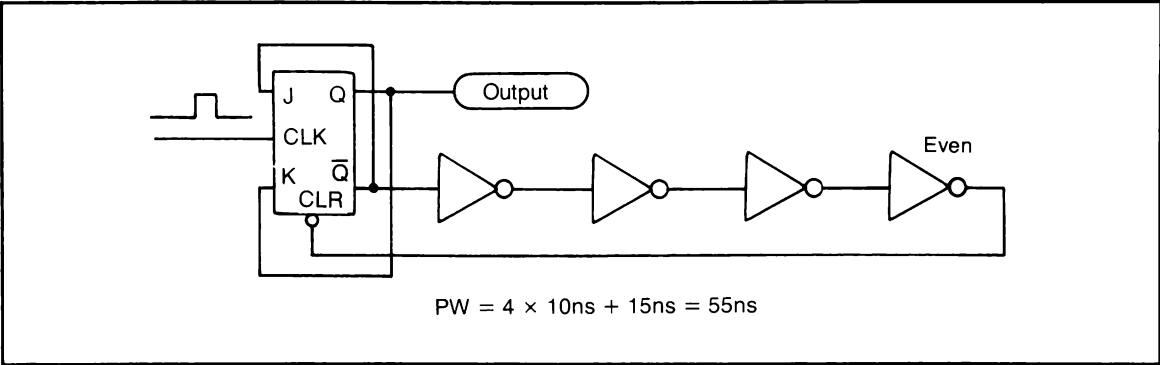 J Q
Output
CLK
Even
K Q̅
CLR
PW = 4 × 10ns + 15ns = 55ns